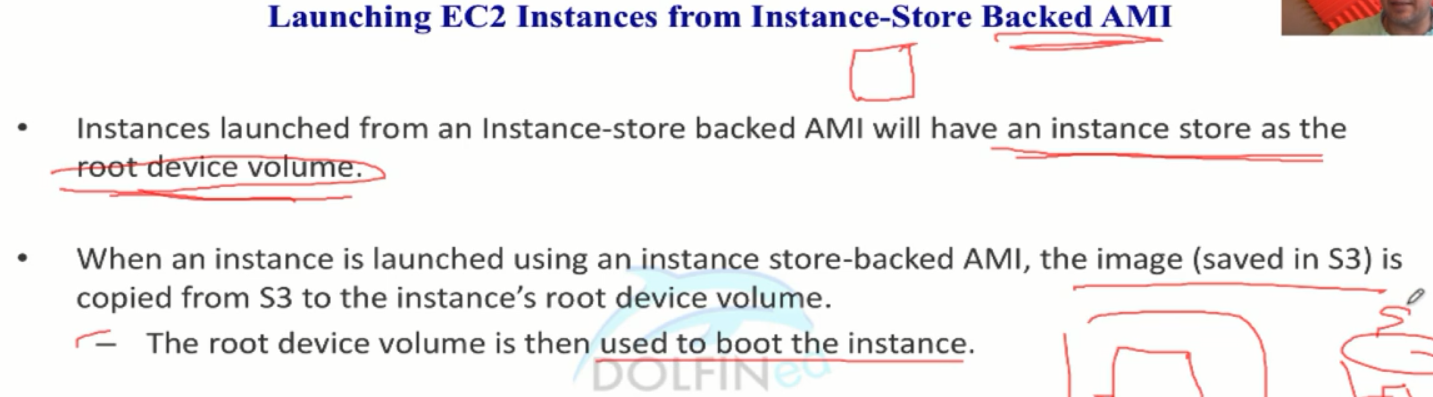 Launching EC2 Instances from Instance-Store Backed AMI
• Instances launched from an Instance-store backed AMI will have an instance store as the
root device volume.
• When an instance is launched using an instance store-backed AMI, the image (saved in S3) is
copied from S3 to the instance's root device volume.
– The root device volume is then used to boot the instance.
DOLFINed
S